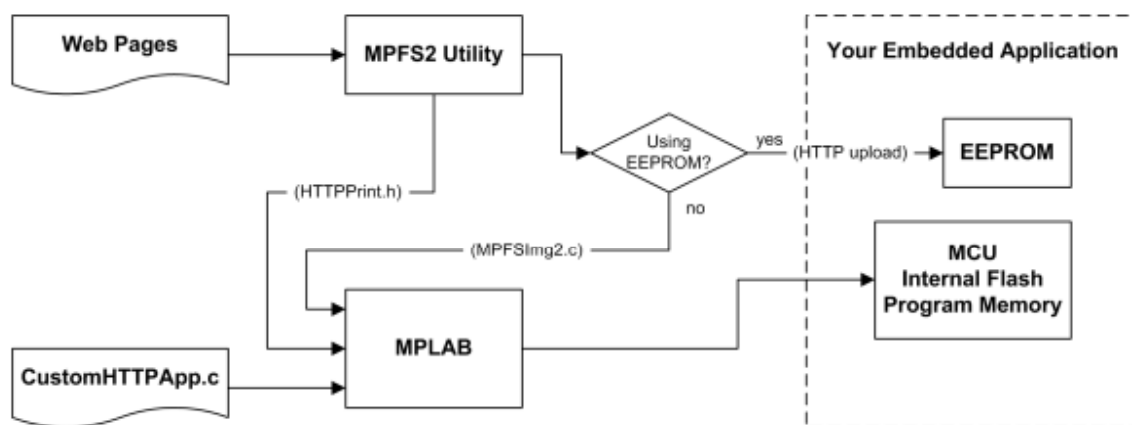 Web Pages
MPFS2 Utility
Your Embedded Application
Using
EEPROM?
yes
(HTTP upload)
EEPROM
(HTTPPrint.h)
no
(MPFSImg2.c)
MCU
Internal Flash
Program Memory
MPLAB
CustomHTTPApp.c